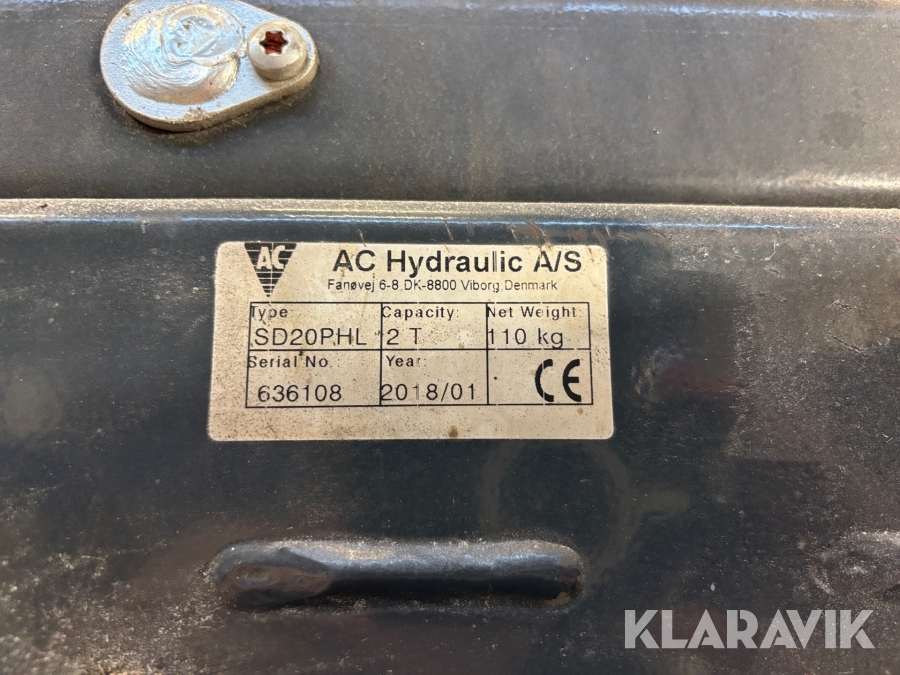 AC
AC Hydraulic A/S
Fanøvej 6-8, DK-8800 Viborg, Denmark
Type: Capacity: Net Weight:
SD20PHL 2 T 110 kg
Serial No. Year:
636108 2018/01 CE
KLARAVIK